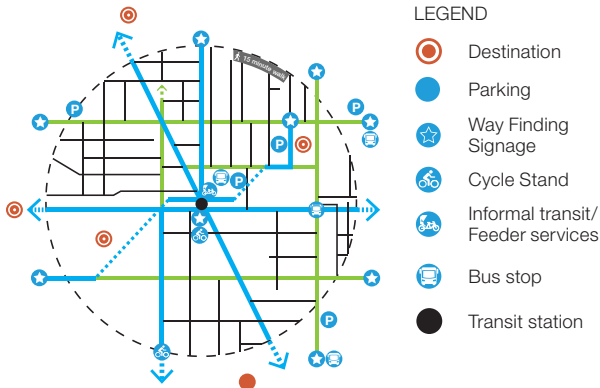 LEGEND
15 minute walk
Destination
P
Parking
P
Way Finding
Signage
P
P
Cycle Stand
Informal transit/
Feeder services
Bus stop
P
Transit station